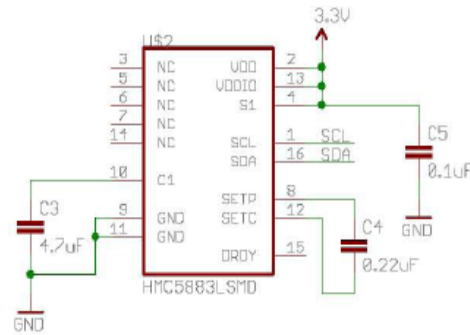 3.3V
U$2
3 NC VDD 2
5 NC VDDIO 13
6 NC S1 4
7 NC
14 NC SCL 1 SCL
SDA 16 SDA
10 C1
C5
0.1uF
SETP 8
9 GND SETC 12
11 GND
C3
4.7uF
C4
0.22uF
DRDY 15
GND
HMC5883LSMD
GND